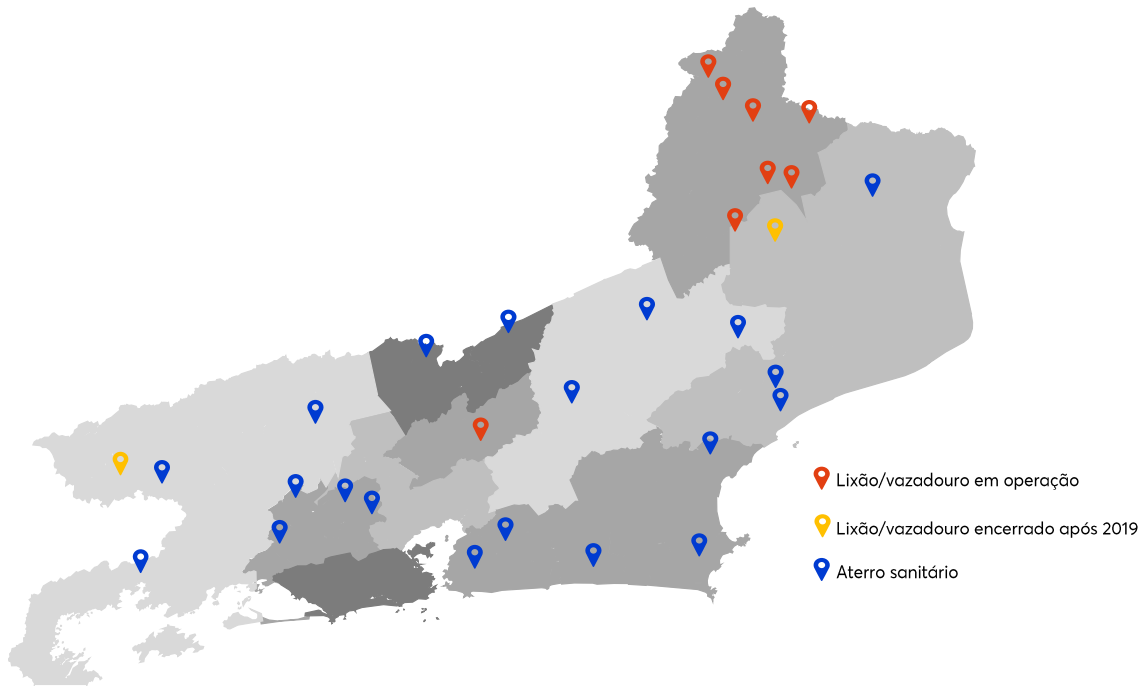 Lixão/vazadouro em operação
Lixão/vazadouro encerrado após 2019
Aterro sanitário